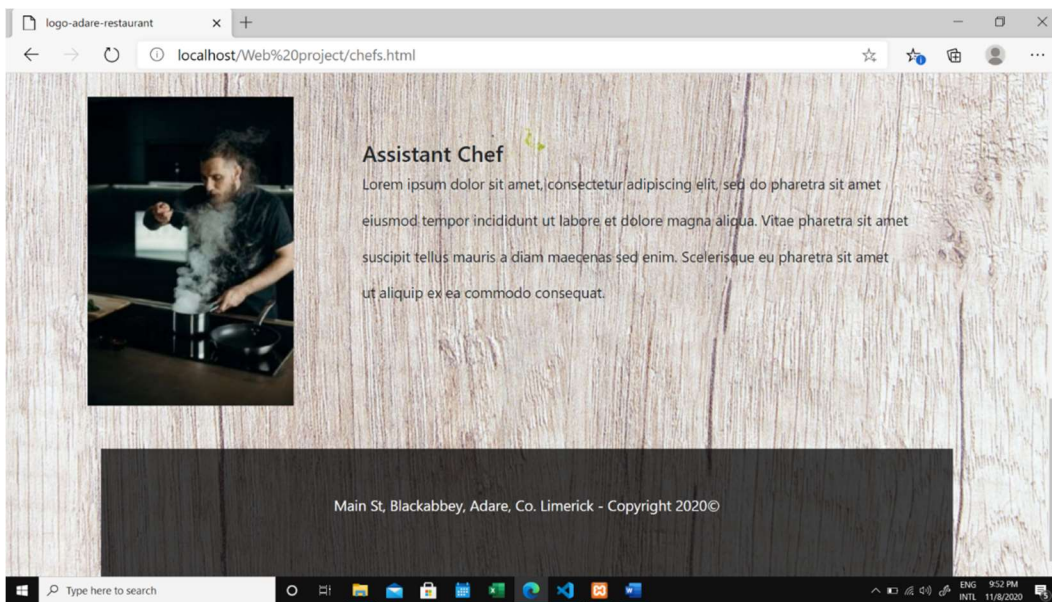 logo-adare-restaurant
localhost/Web%20project/chefs.html
Assistant Chef
Lorem ipsum dolor sit amet, consectetur adipiscing elit, sed do pharetra sit amet
eiusmod tempor incididunt ut labore et dolore magna aliqua. Vitae pharetra sit amet
suscipit tellus mauris a diam maecenas sed enim. Scelerisque eu pharetra sit amet
ut aliquip ex ea commodo consequat.
Main St, Blackabbey, Adare, Co. Limerick - Copyright 2020©
Type here to search
ENG 9:52 PM
INTL 11/8/2020
5